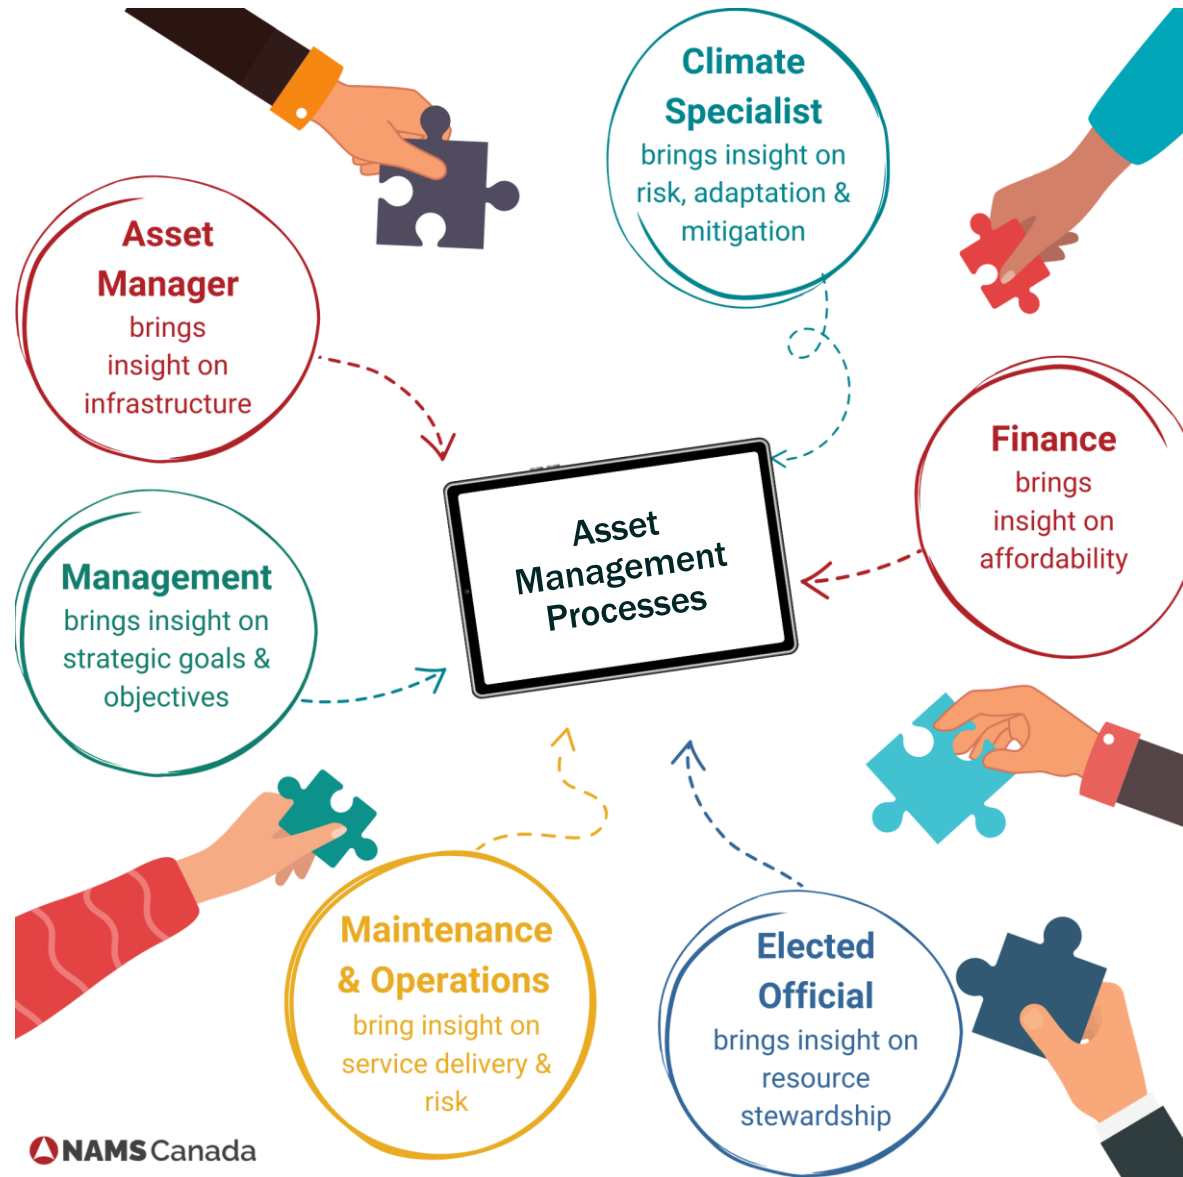 Climate
Specialist
brings insight on
risk, adaptation &
mitigation
Asset
Manager
brings
insight on
infrastructure
Finance
brings
insight on
affordability
Asset
Management
Processes
Management
brings insight on
strategic goals &
objectives
Maintenance
& Operations
bring insight on
service delivery &
risk
Elected
Official
brings insight on
resource
stewardship
NAMS Canada